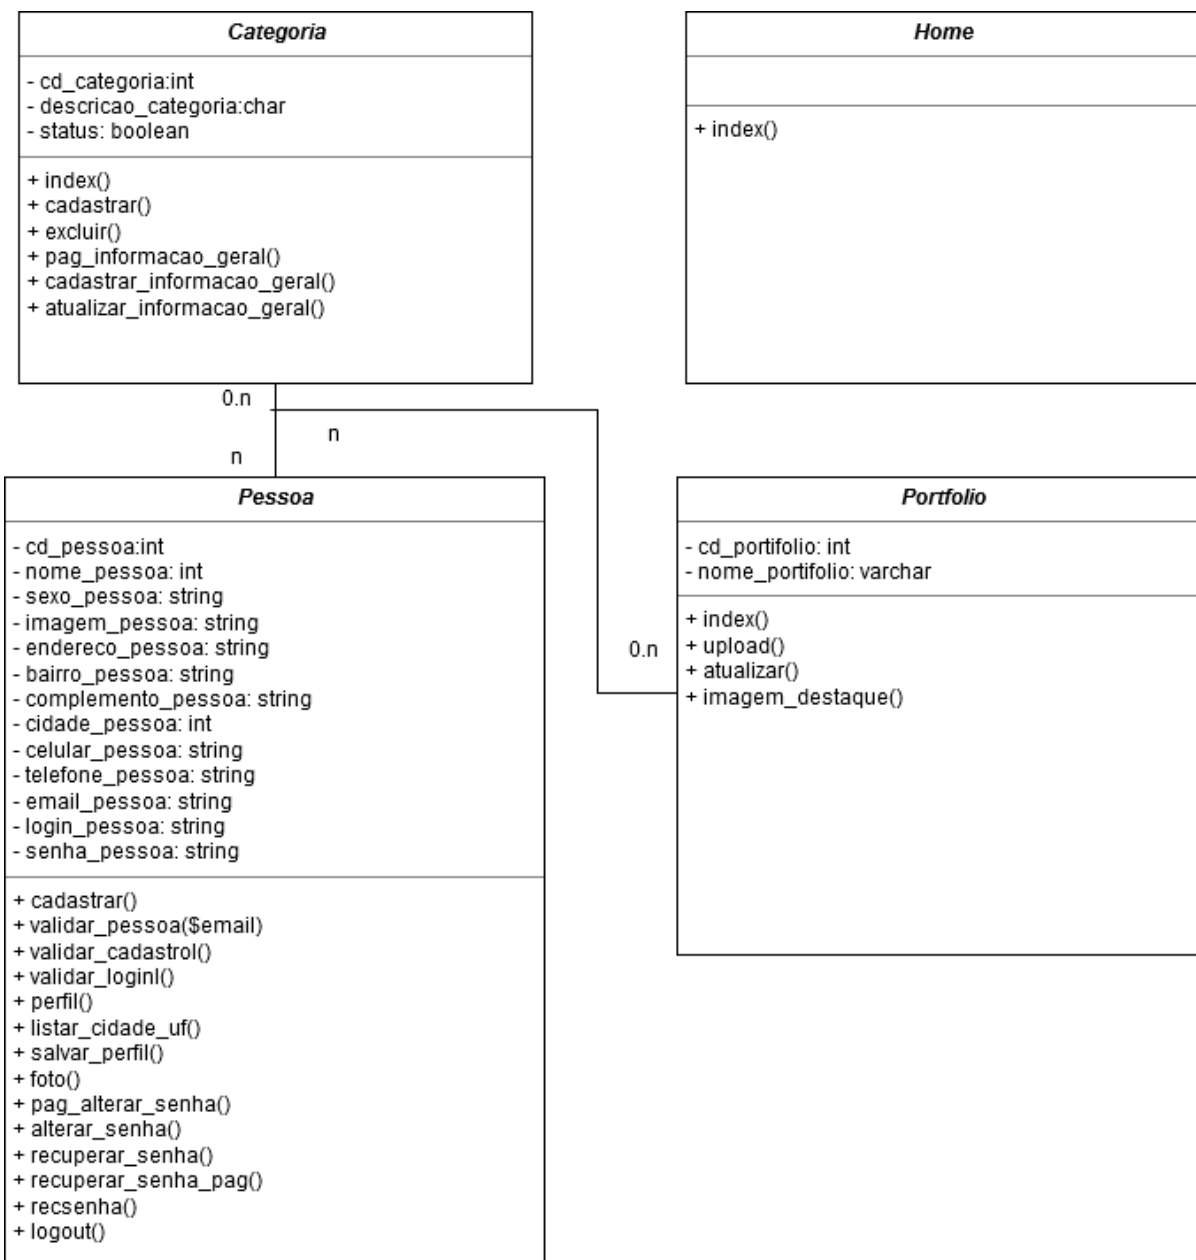 Categoria
- cd_categoria:int
- descricao_categoria:char
- status: boolean
+ index()
+ cadastrar()
+ excluir()
+ pag_informacao_geral()
+ cadastrar_informacao_geral()
+ atualizar_informacao_geral()
Home
+ index()
0.n
n
n
0.n
Pessoa
- cd_pessoa:int
- nome_pessoa: int
- sexo_pessoa: string
- imagem_pessoa: string
- endereco_pessoa: string
- bairro_pessoa: string
- complemento_pessoa: string
- cidade_pessoa: int
- celular_pessoa: string
- telefone_pessoa: string
- email_pessoa: string
- login_pessoa: string
- senha_pessoa: string
+ cadastrar()
+ validar_pessoa($email)
+ validar_cadastrol()
+ validar_loginl()
+ perfil()
+ listar_cidade_uf()
+ salvar_perfil()
+ foto()
+ pag_alterar_senha()
+ alterar_senha()
+ recuperar_senha()
+ recuperar_senha_pag()
+ recsenha()
+ logout()
Portfolio
- cd_portifolio: int
- nome_portifolio: varchar
+ index()
+ upload()
+ atualizar()
+ imagem_destaque()